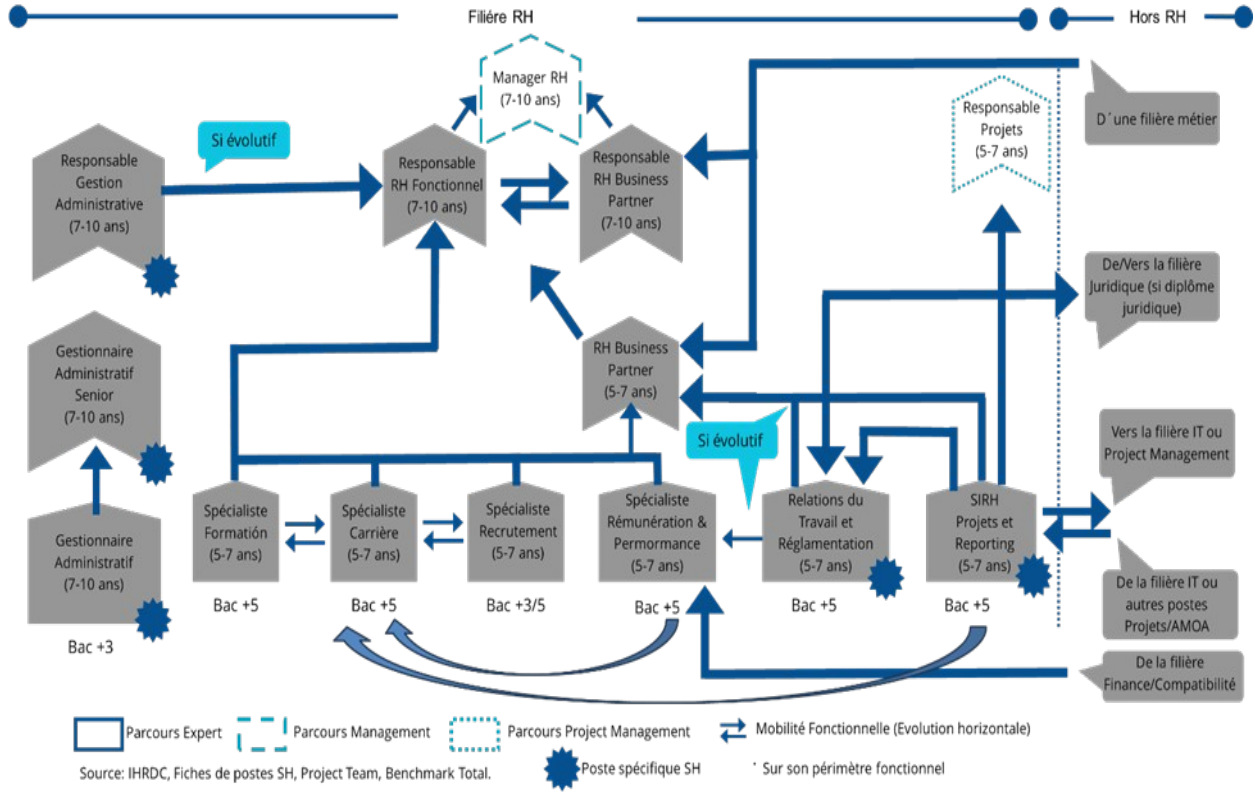 Filiére RH
Hors RH
Manager RH
(7-10 ans)
Responsable
Projets
(5-7 ans)
D´une filière métier
Si évolutif
Responsable
Gestion
Administrative
(7-10 ans)
Responsable
RH Fonctionnel
(7-10 ans)
Responsable
RH Business
Partner
(7-10 ans)
De/Vers la filière
Juridique (si diplôme
juridique)
Gestionnaire
Administratif
Senior
(7-10 ans)
RH Business
Partner
(5-7 ans)
Si évolutif
Vers la filière IT ou
Project Management
Gestionnaire
Administratif
(7-10 ans)
Spécialiste
Formatión
(5-7 ans)
Spécialiste
Carrière
(5-7 ans)
Spécialiste
Recrutement
(5-7 ans)
Spécialiste
Rémunération &
Permormance
(5-7 ans)
Relations du
Travail et
Réglamentation
(5-7 ans)
SIRH
Projets et
Reporting
(5-7 ans)
De la filière IT ou
autres postes
Projets/AMOA
Bac +3
Bac +5
Bac +5
Bac +3/5
Bac +5
Bac +5
Bac +5
De la filière
Finance/Compatibilité
Parcours Expert
Parcours Management
Parcours Project Management
Mobilité Fonctionnelle (Evolution horizontale)
Source: IHRDC, Fiches de postes SH, Project Team, Benchmark Total.
Poste spécifique SH
' Sur son périmètre fonctionnel